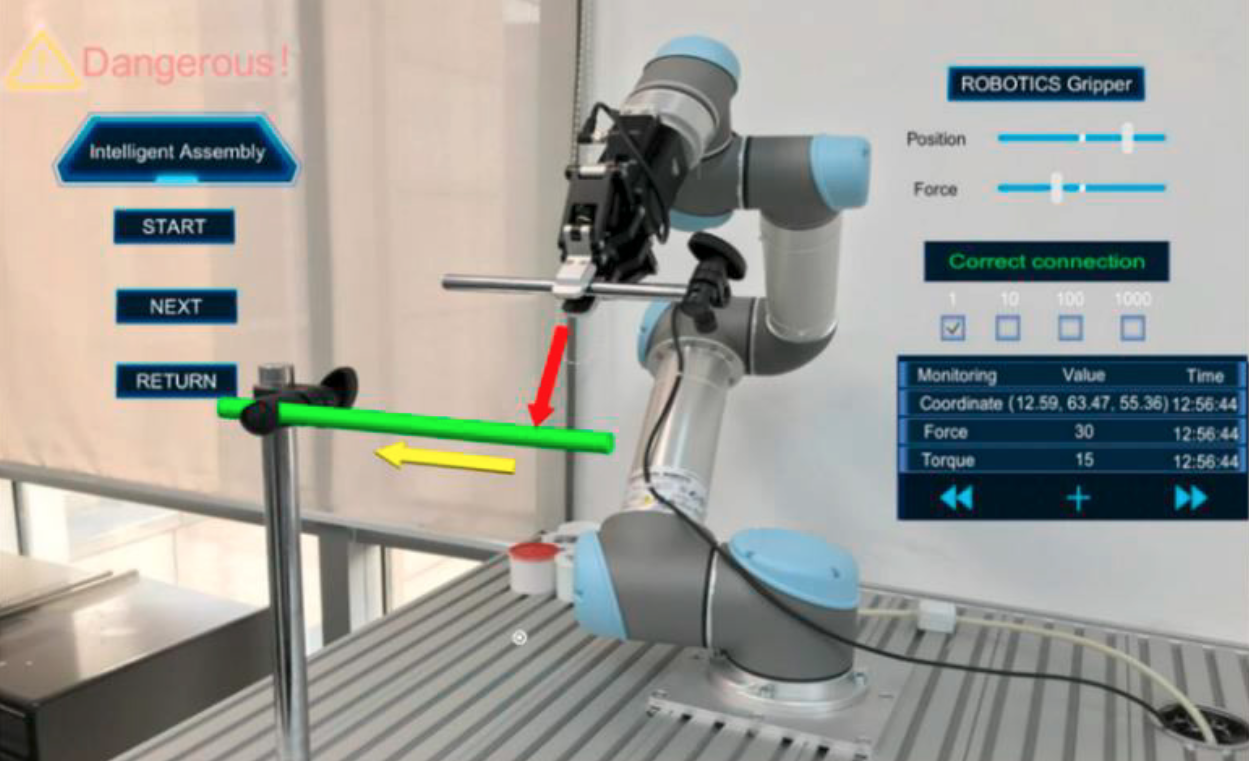 Dangerous!
Intelligent Assembly
START
NEXT
RETURN
ROBOTICS Gripper
Position
Force
Correct connection
1 10 100 1000
Monitoring Value Time
Coordinate (12.59, 63.47, 55.36) 12:56:44
Force 30 12:56:44
Torque 15 12:56:44